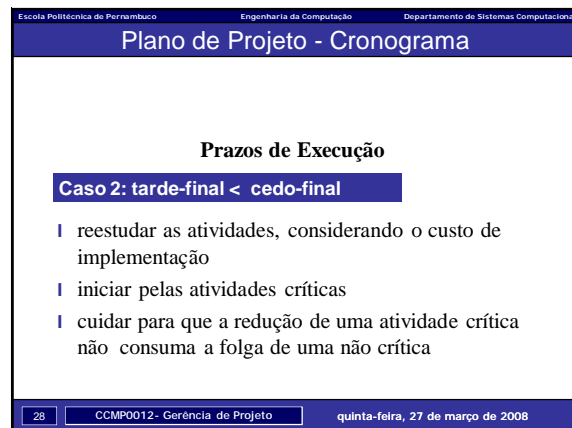 Escola Politécnica de Pernambuco Engenharia da Computação Departamento de Sistemas Computaciona
Plano de Projeto - Cronograma
Prazos de Execução
Caso 2: tarde-final < cedo-final
l reestudar as atividades, considerando o custo de
implementação
l iniciar pelas atividades críticas
l cuidar para que a redução de uma atividade crítica
não consuma a folga de uma não crítica
28 CCMP0012- Gerência de Projeto quinta-feira, 27 de março de 2008